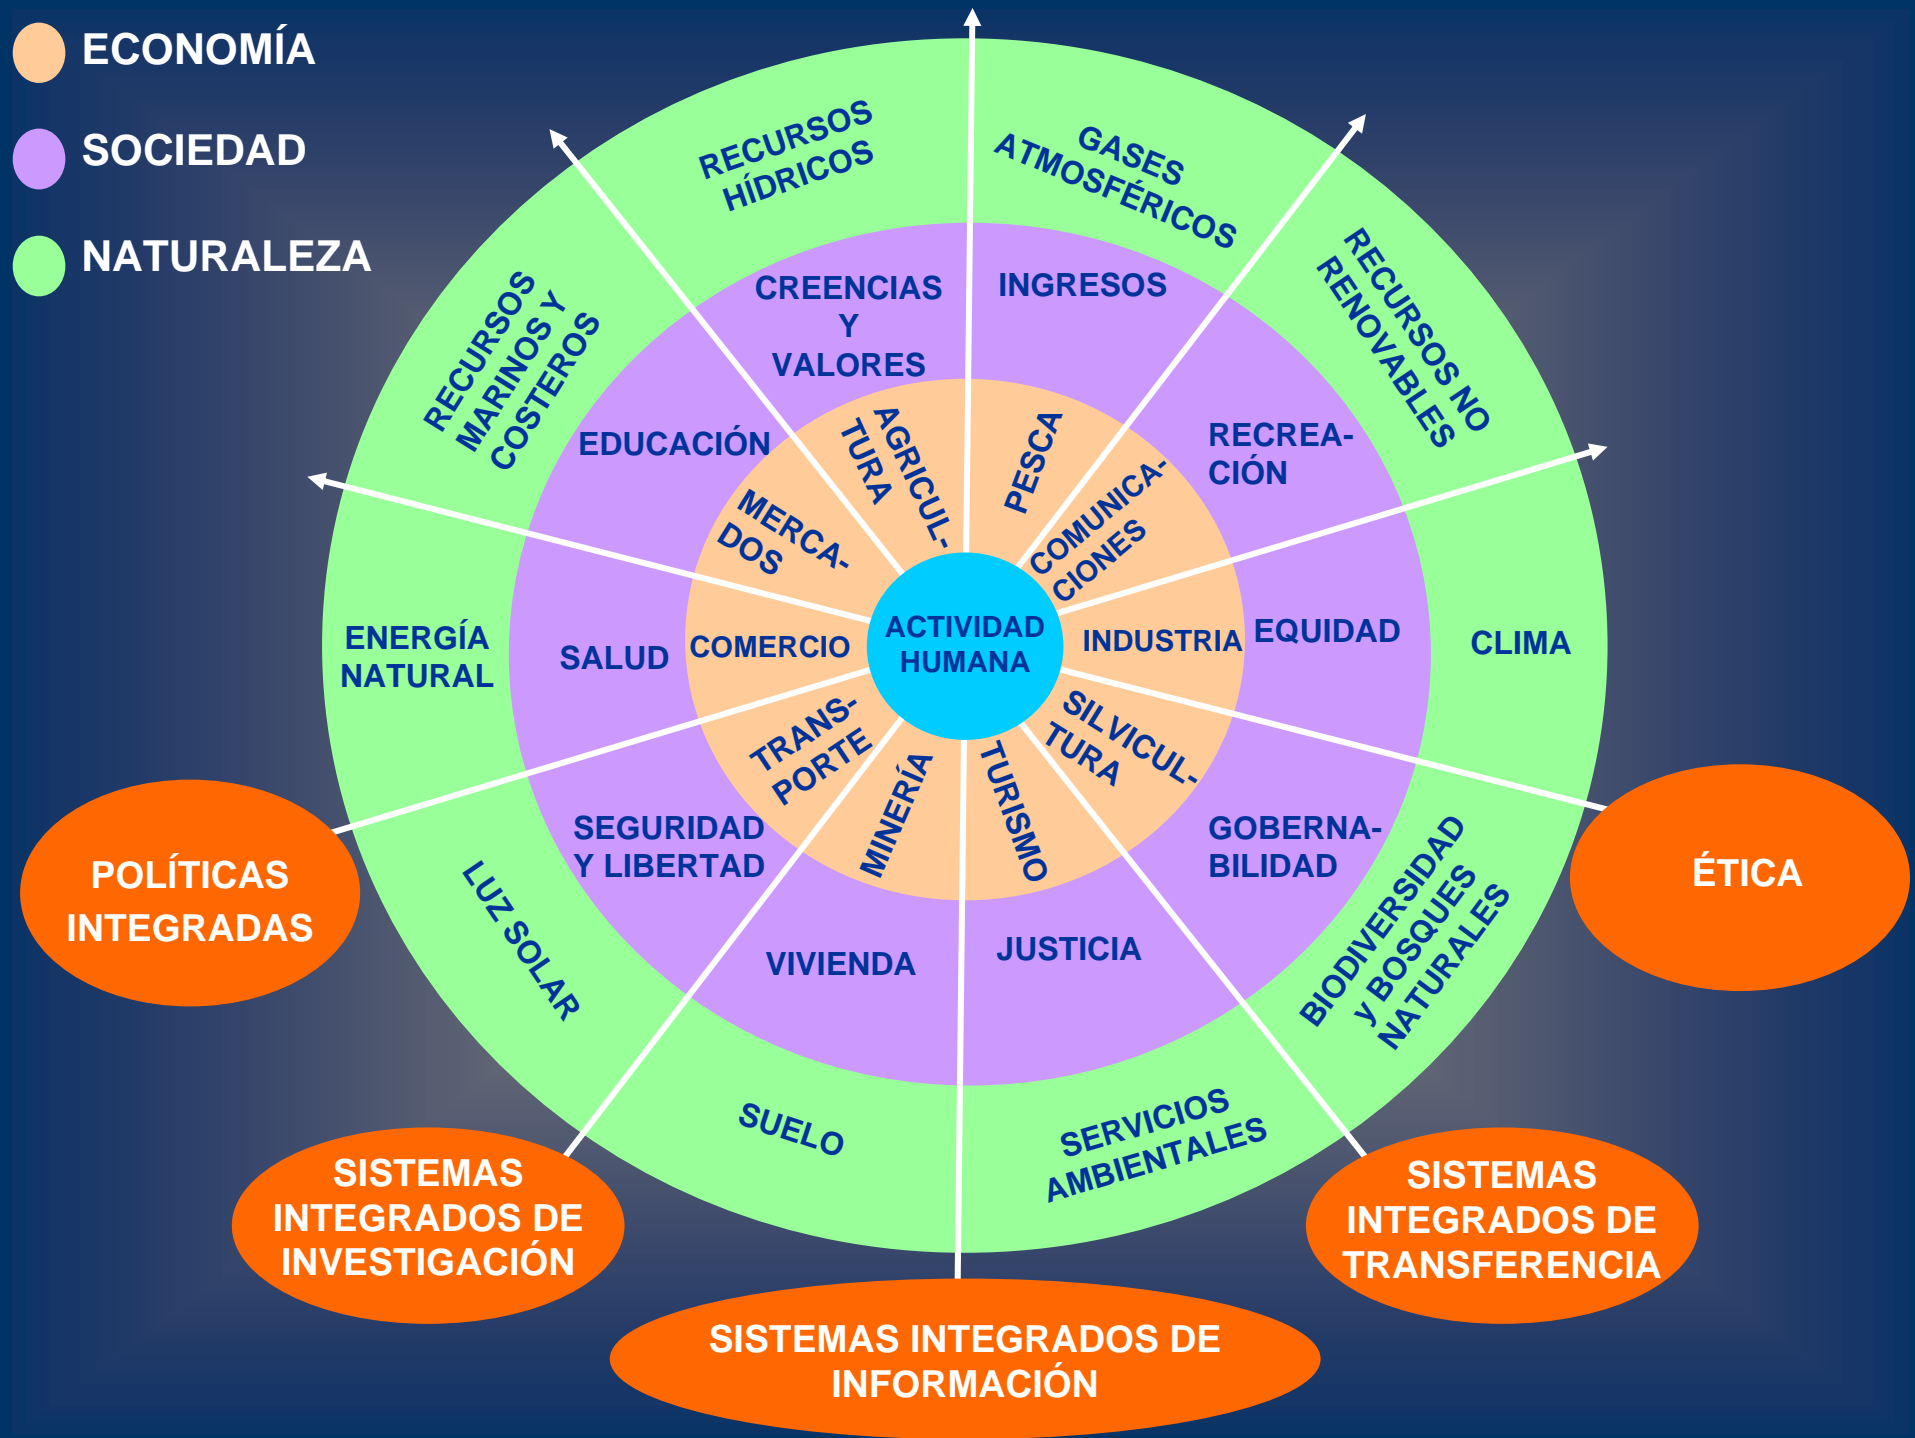 ECONOMÍA
SOCIEDAD
NATURALEZA
RECURSOS
HÍDRICOS
GASES
ATMOSFÉRICOS
RECURSOS NO
RENOVABLES
CLIMA
BIODIVERSIDAD
y BOSQUES
NATURALES
SERVICIOS
AMBIENTALES
SUELO
LUZ SOLAR
ENERGÍA
NATURAL
RECURSOS
MARINOS Y
COSTEROS
CREENCIAS
Y
VALORES
INGRESOS
RECREA-
CIÓN
EQUIDAD
GOBERNA-
BILIDAD
JUSTICIA
VIVIENDA
SEGURIDAD
Y LIBERTAD
SALUD
EDUCACIÓN
AGRICUL-
TURA
PESCA
COMUNICA-
CIONES
INDUSTRIA
SILVICUL-
TURA
TURISMO
MINERÍA
TRANS-
PORTE
COMERCIO
MERCA-
DOS
ACTIVIDAD
HUMANA
POLÍTICAS
INTEGRADAS
SISTEMAS
INTEGRADOS DE
INVESTIGACIÓN
SISTEMAS INTEGRADOS DE
INFORMACIÓN
SISTEMAS
INTEGRADOS DE
TRANSFERENCIA
ÉTICA